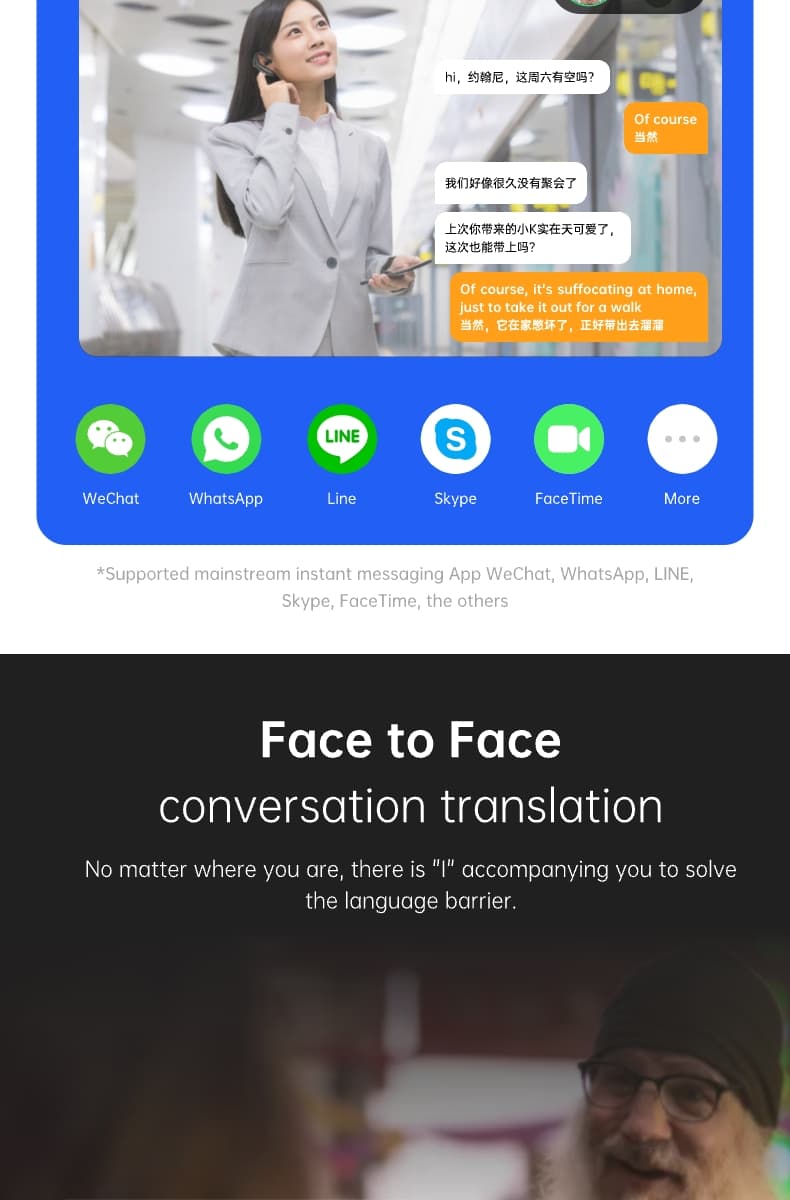 hi，约翰尼，这周六有空吗?
Of course
当然
我们好像很久没有聚会了
上次你带来的小K实在天可爱了，
这次也能带上吗?
Of course, it's suffocating at home,
just to take it out for a walk
当然，它在家憋坏了，正好带出去溜溜
LINE
S
WeChat
WhatsApp
Line
Skype
FaceTime
More
*Supported mainstream instant messaging App WeChat, WhatsApp, LINE,
Skype, FaceTime, the others
Face to Face
conversation translation
No matter where you are, there is "I" accompanying you to solve
the language barrier.